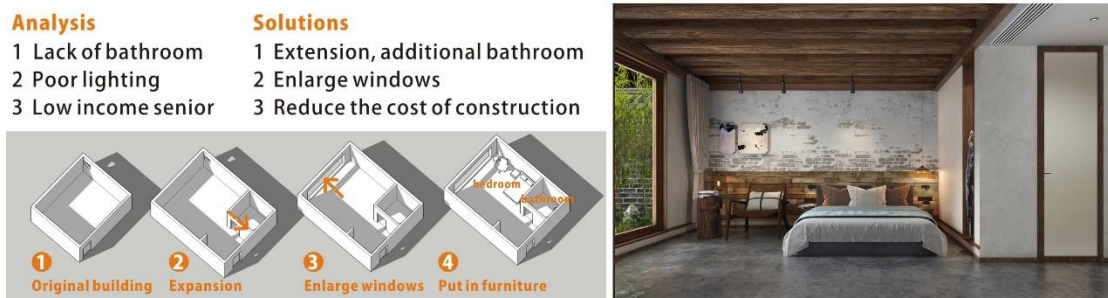 Analysis
1 Lack of bathroom
2 Poor lighting
3 Low income senior
Solutions
1 Extension, additional bathroom
2 Enlarge windows
3 Reduce the cost of construction
bedroom
bathroom
1
Original building
2
Expansion
3
Enlarge windows
4
Put in furniture